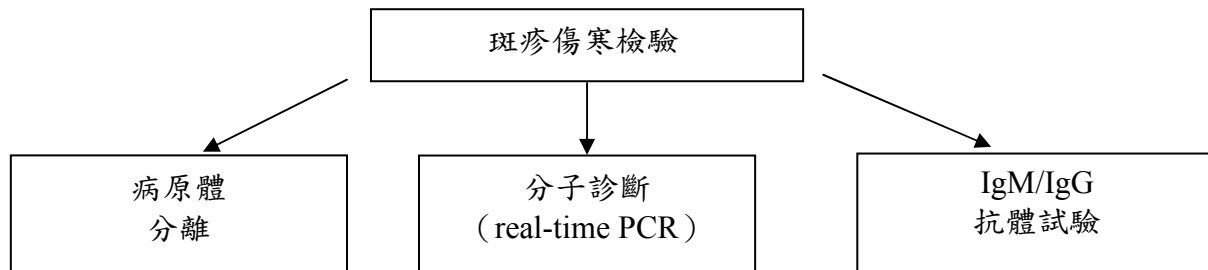 斑疹傷寒檢驗
病原體
分離
分子診斷
（real-time PCR）
IgM/IgG
抗體試驗